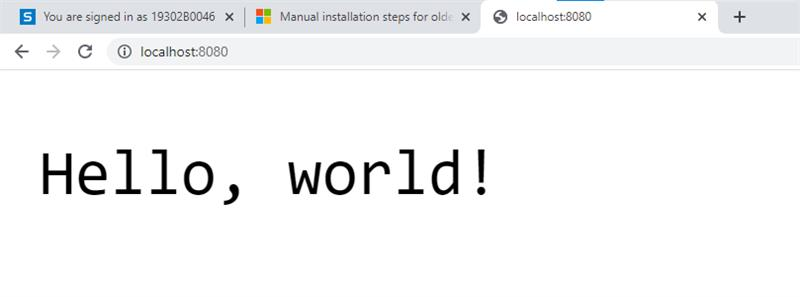 You are signed in as 19302B0046
Manual installation steps for olde
localhost:8080
localhost:8080
Hello, world!